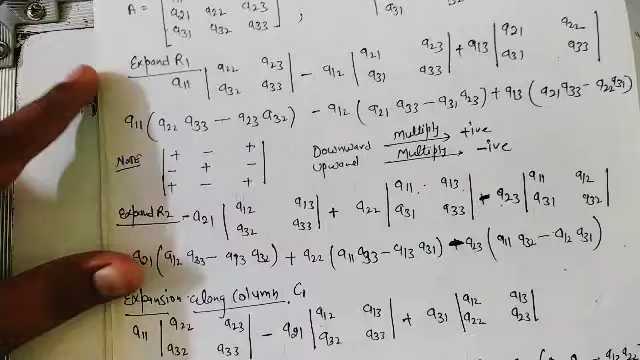 A = a21 a22 a23 ; a31
a31 a32 a33
Expand R1
a11 | a22 a23 | - a12 | a21 a23 | + a13 | a21 a22 |
a32 a33 a31 a33 a31 a33
a11 ( a22 a33 - a23 a32 ) - a12 ( a21 a33 - a31 a23 ) + a13 ( a21 a33 - a22 a31 )
NOTE | + - + | Downward Multiply +ive
- + - upward Multiply -ive
+ - +
Expand R2 - a21 | a12 a13 | + a22 | a11 a13 | - a23 | a11 a12 |
a32 a33 a31 a33 a31 a32
a21 ( a12 a33 - a13 a32 ) + a22 ( a11 a33 - a13 a31 ) - a23 ( a11 a32 - a12 a31 )
Expansion along Column C1
a11 | a22 a23 | - a21 | a12 a13 | + a31 | a12 a13 |
a32 a33 a32 a33 a22 a23